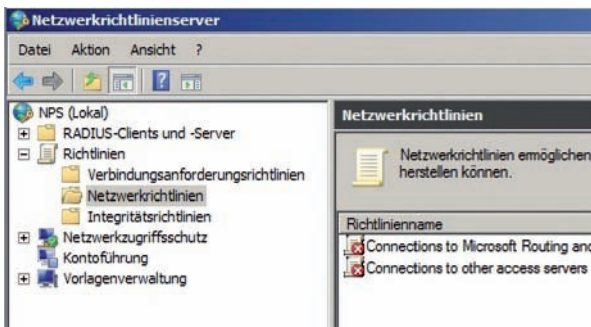 Netzwerkrichtlinienserver
Datei Aktion Ansicht ?
NPS (Lokal)
RADIUS-Clients und -Server
Richtlinien
Verbindungsanforderungsrichtlinien
Netzwerkrichtlinien
Integritätsrichtlinien
Netzwerkzugriffsschutz
Kontoführung
Vorlagenverwaltung
Netzwerkrichtlinien
Netzwerkrichtlinien ermöglichen
herstellen können.
Richtlinienname
Connections to Microsoft Routing and
Connections to other access servers